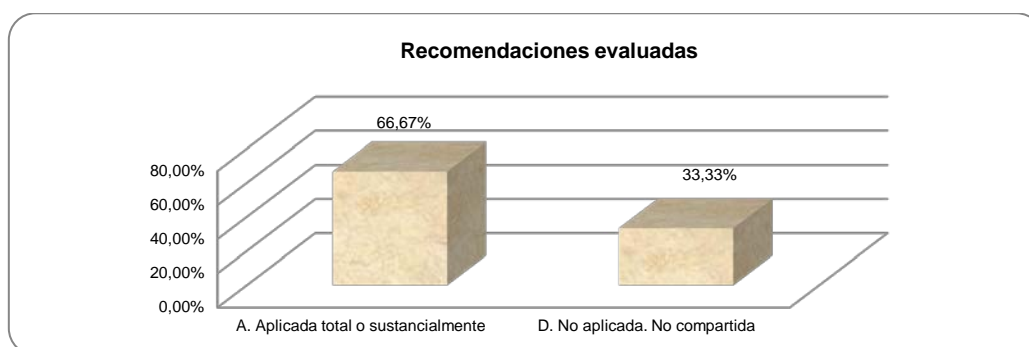 Recomendaciones evaluadas
66,67%
33,33%
80,00%
60,00%
40,00%
20,00%
0,00%
A. Aplicada total o sustancialmente
D. No aplicada. No compartida